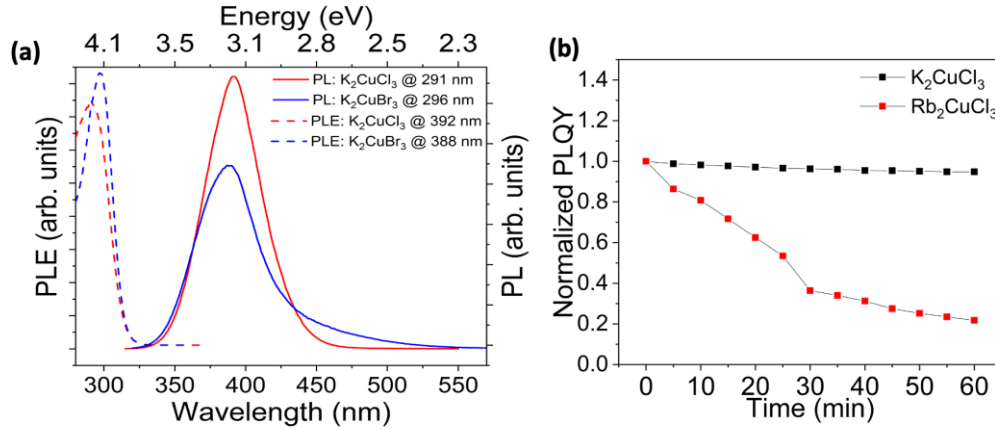 (a)
Energy (eV)
4.1 3.5 3.1 2.8 2.5 2.3
PL: K₂CuCl₃ @ 291 nm
PL: K₂CuBr₃ @ 296 nm
PLE: K₂CuCl₃ @ 392 nm
PLE: K₂CuBr₃ @ 388 nm
PLE (arb. units)
PL (arb. units)
300 350 400 450 500 550
Wavelength (nm)
(b)
K₂CuCl₃
Rb₂CuCl₃
Normalized PLQY
1.4
1.2
1.0
0.8
0.6
0.4
0.2
0.0
0 10 20 30 40 50 60
Time (min)